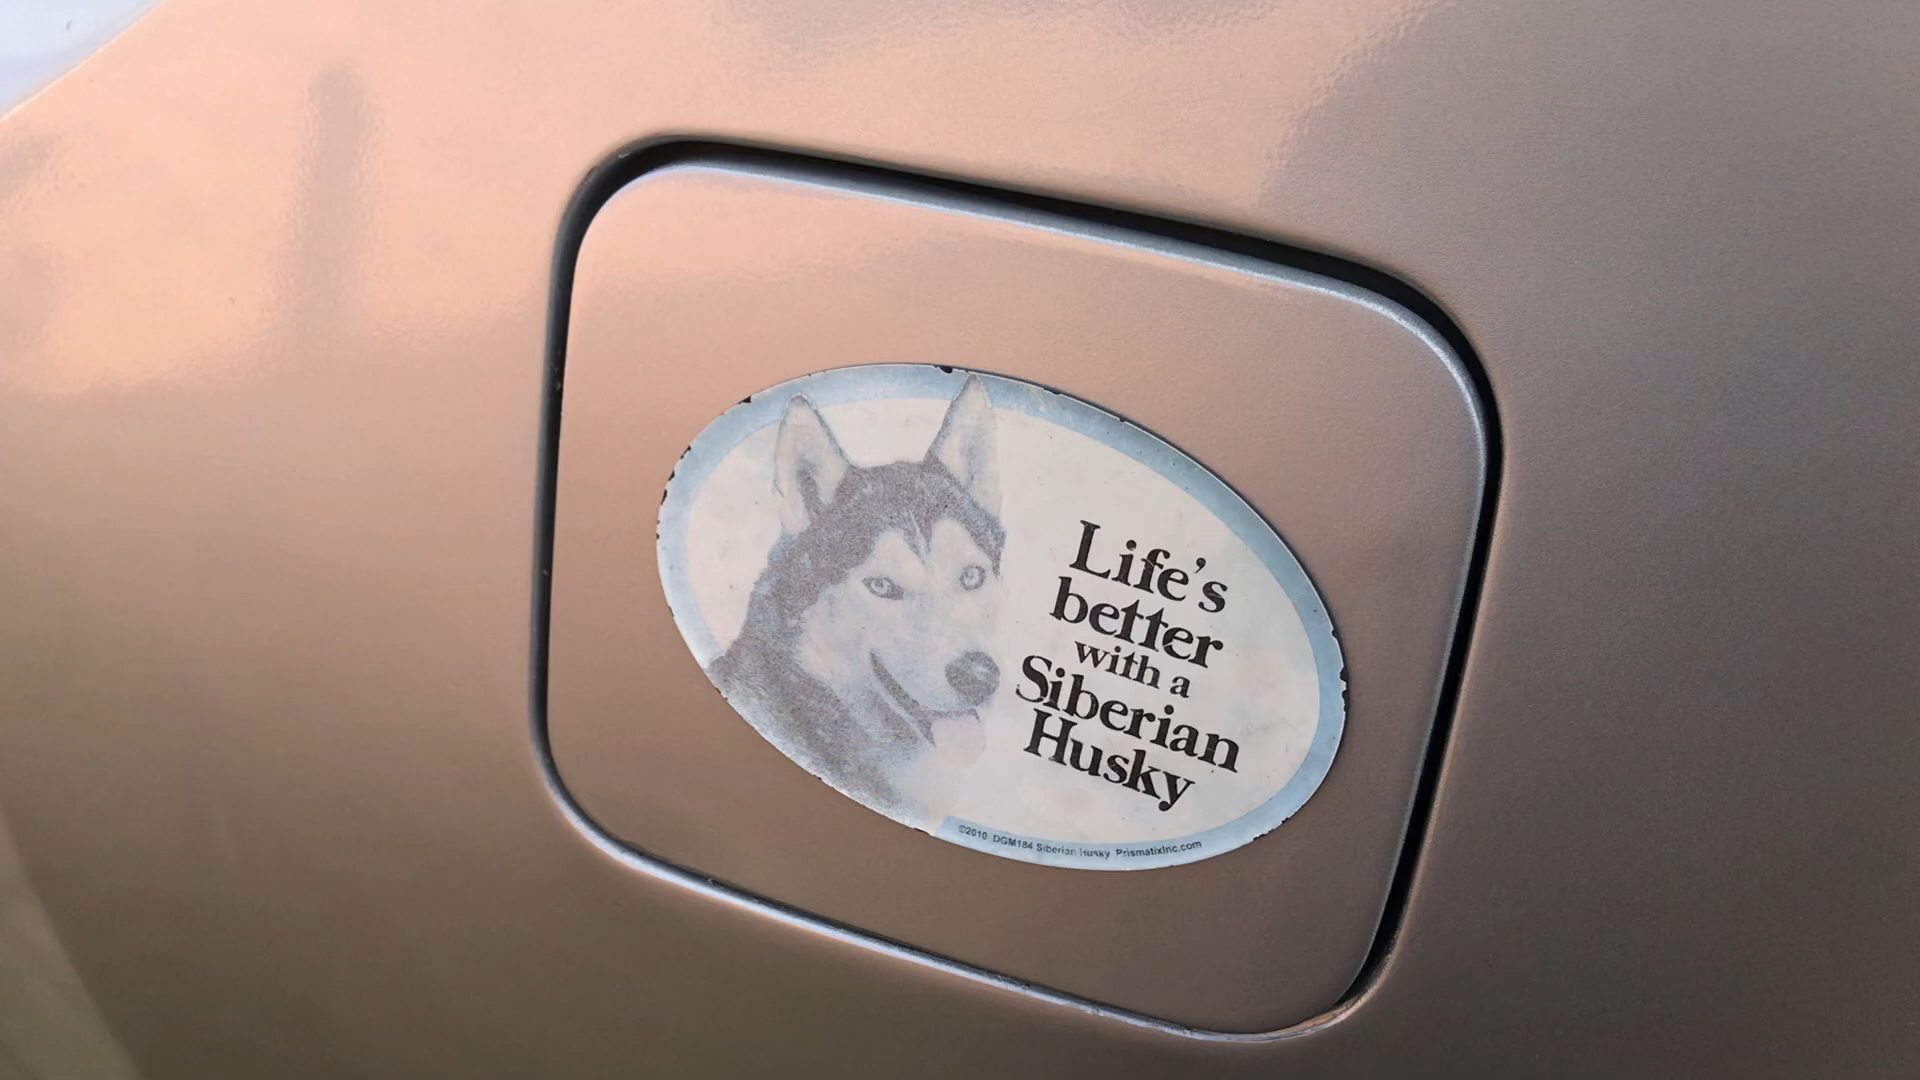 Life's
better
with a
Siberian
Husky
©2010 DGM184 Siberian Husky PrismatixInc.com